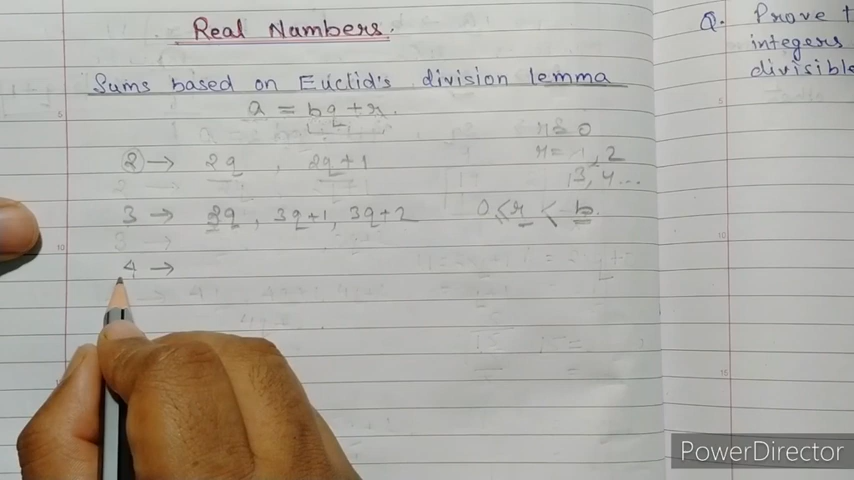 Real Numbers.
Sums based on Euclid's division lemma
a = bq + r.
r = 0
r = 1, 2
3, 4...
2 → 2q , 2q+1
3 → 3q , 3q+1, 3q+2
0 ≤ r < b.
4 →
Q. Prove
integers
divisible
PowerDirector